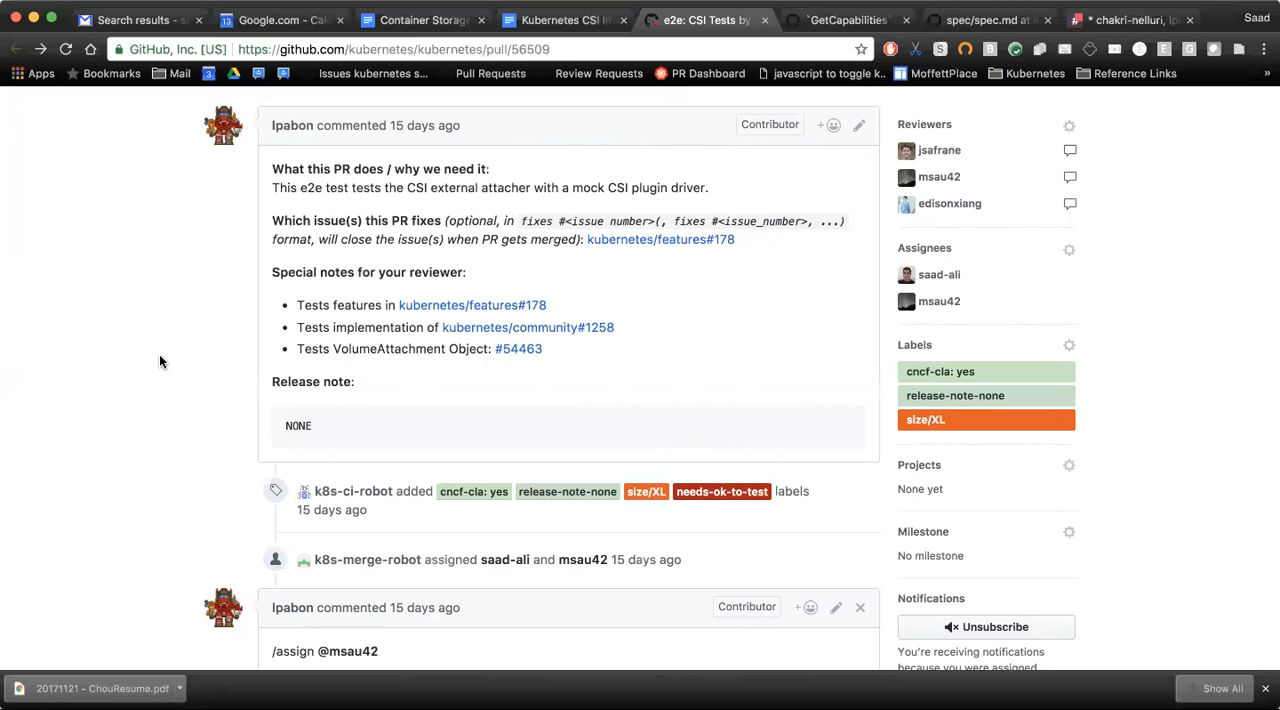 Search results - s
Google.com - Cal
Container Storag
Kubernetes CSI In
e2e: CSI Tests by
`GetCapabilities`
spec/spec.md at
* chakri-nelluri, Ip
Saad
GitHub, Inc. [US]
https://github.com/kubernetes/kubernetes/pull/56509
Apps
Bookmarks
Mail
Issues kubernetes s...
Pull Requests
Review Requests
PR Dashboard
javascript to toggle k..
MoffettPlace
Kubernetes
Reference Links
lpabon commented 15 days ago
Contributor
What this PR does / why we need it:
This e2e test tests the CSI external attacher with a mock CSI plugin driver.
Which issue(s) this PR fixes (optional, in fixes #<issue number>(, fixes #<issue_number>, ...)
format, will close the issue(s) when PR gets merged): kubernetes/features#178
Special notes for your reviewer:
• Tests features in kubernetes/features#178
• Tests implementation of kubernetes/community#1258
• Tests VolumeAttachment Object: #54463
Release note:
NONE
k8s-ci-robot added cncf-cla: yes release-note-none size/XL needs-ok-to-test labels
15 days ago
k8s-merge-robot assigned saad-ali and msau42 15 days ago
lpabon commented 15 days ago
Contributor
/assign @msau42
Reviewers
jsafrane
msau42
edisonxiang
Assignees
saad-ali
msau42
Labels
cncf-cla: yes
release-note-none
size/XL
Projects
None yet
Milestone
No milestone
Notifications
Unsubscribe
You're receiving notifications
because you were assigned.
20171121 - ChouResume.pdf
Show All